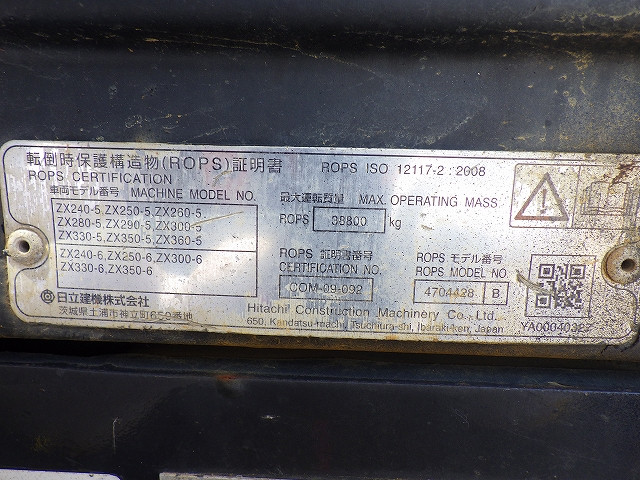 転倒時保護構造物(ROPS)証明書 ROPS ISO 12117-2 : 2008
ROPS CERTIFICATION
車両モデル番号 MACHINE MODEL NO. 最大運転質量 MAX. OPERATING MASS
ZX240-5,ZX250-5,ZX260-5 ROPS 38800 kg
ZX280-5,ZX290-5,ZX300-5
ZX330-5,ZX350-5,ZX360-5
ZX240-6,ZX250-6,ZX300-6
ZX330-6,ZX350-6
ROPS 証明書番号 ROPS モデル番号
CERTIFICATION NO. ROPS MODEL NO.
COM-09-092 4704428 B
日立建機株式会社 Hitachi Construction Machinery Co., Ltd.
茨城県土浦市神立町650番地 650, Kandatsu-machi, Tsuchiura-shi, Ibaraki-ken, Japan
YA00040327